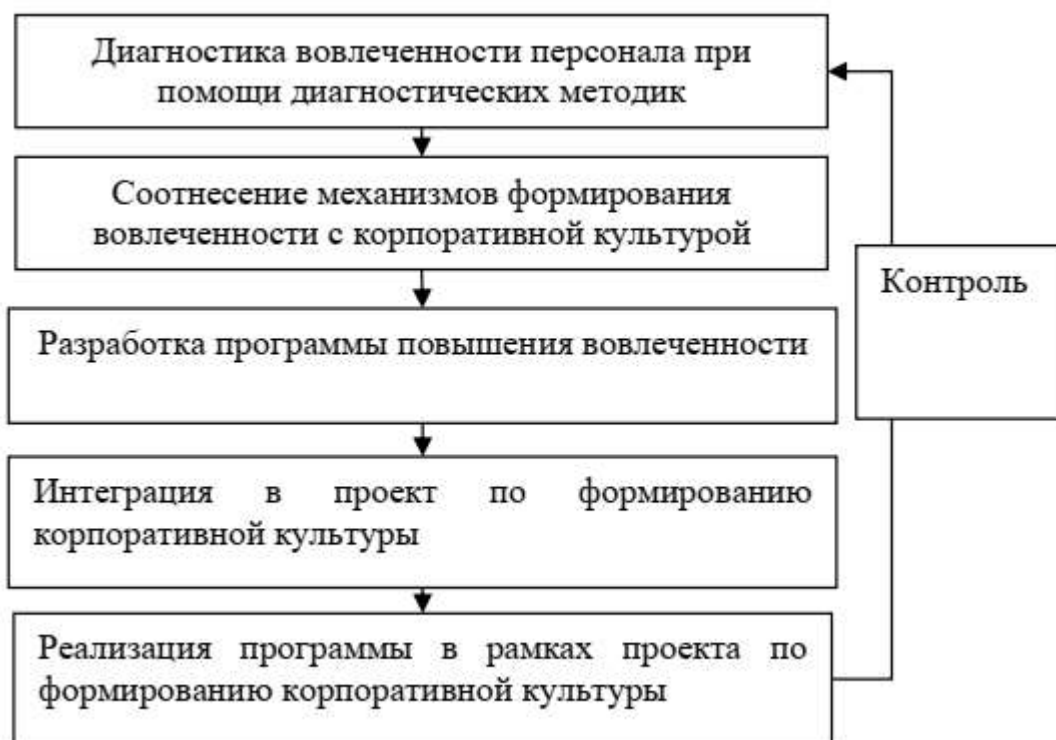 Диагностика вовлеченности персонала при
помощи диагностических методик
Соотнесение механизмов формирования
вовлеченности с корпоративной культурой
Контроль
Разработка программы повышения вовлеченности
Интеграция в проект по формированию
корпоративной культуры
Реализация программы в рамках проекта по
формированию корпоративной культуры